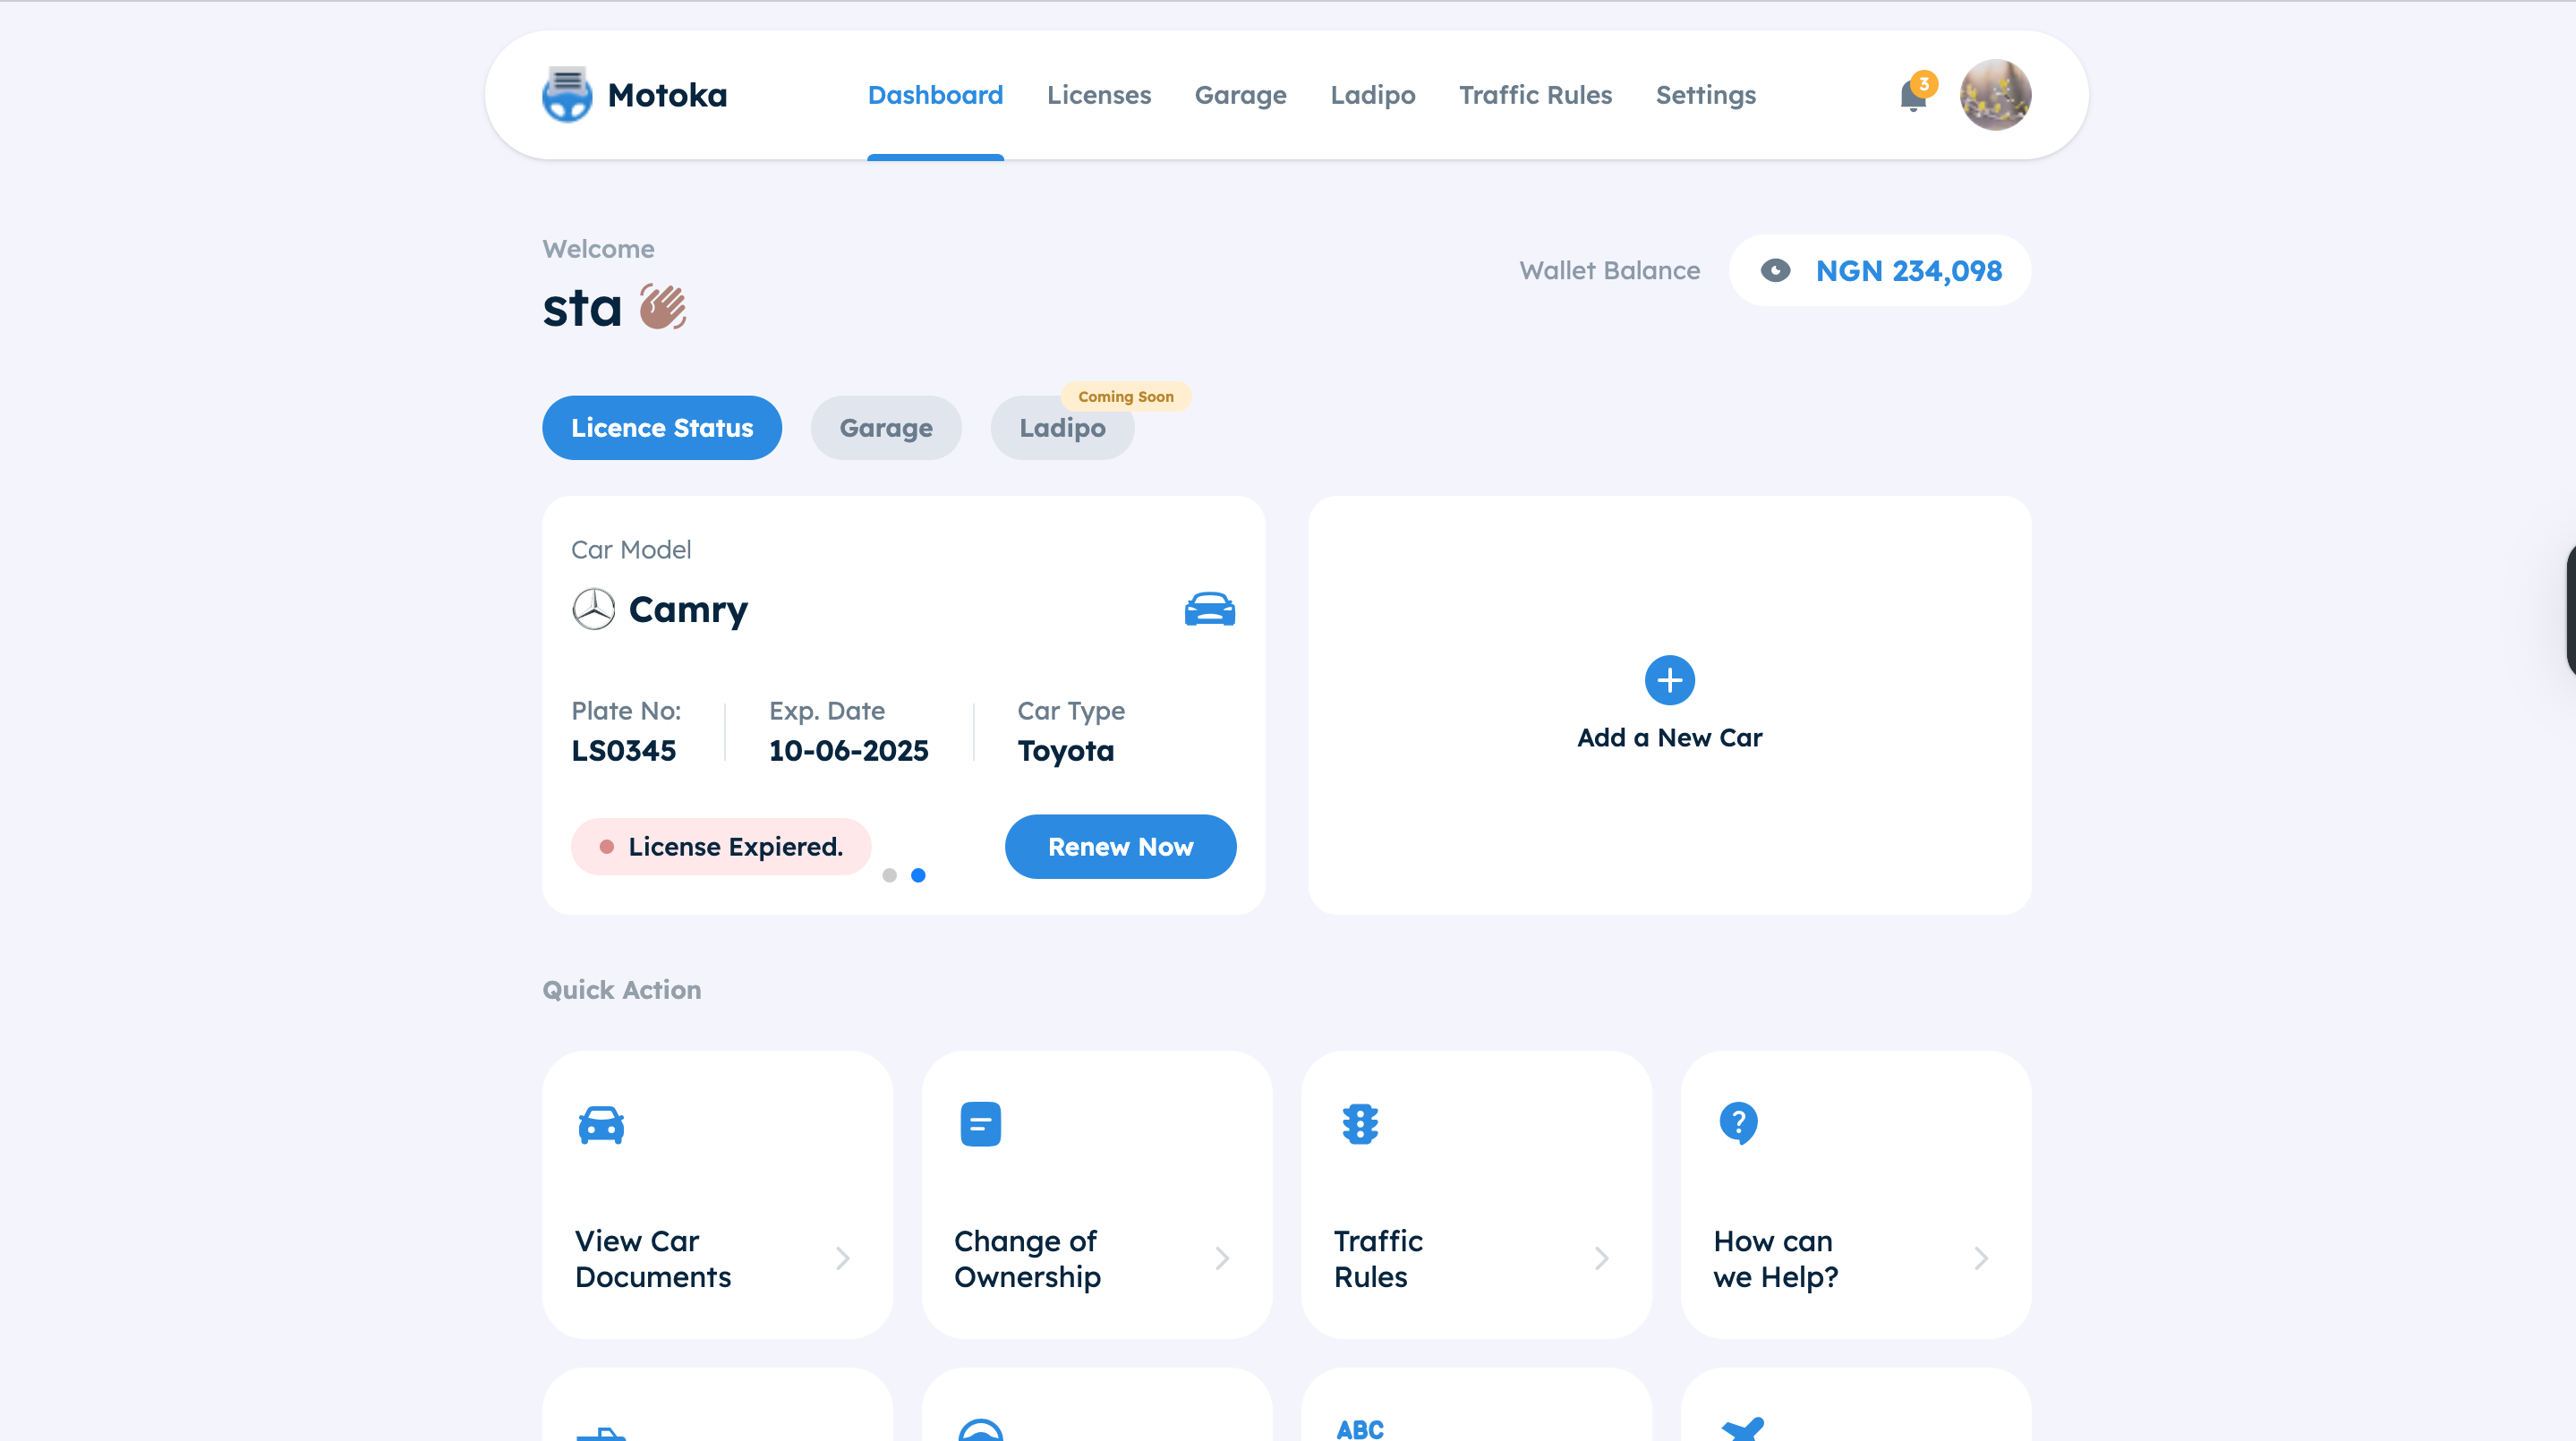 Motoka
Dashboard
Licenses
Garage
Ladipo
Traffic Rules
Settings
3
Welcome
sta
Wallet Balance
NGN 234,098
Licence Status
Garage
Ladipo
Coming Soon
Car Model
Camry
Plate No:
LS0345
Exp. Date
10-06-2025
Car Type
Toyota
License Expiered.
Renew Now
Add a New Car
Quick Action
View Car
Documents
Change of
Ownership
Traffic
Rules
How can
we Help?
ABC